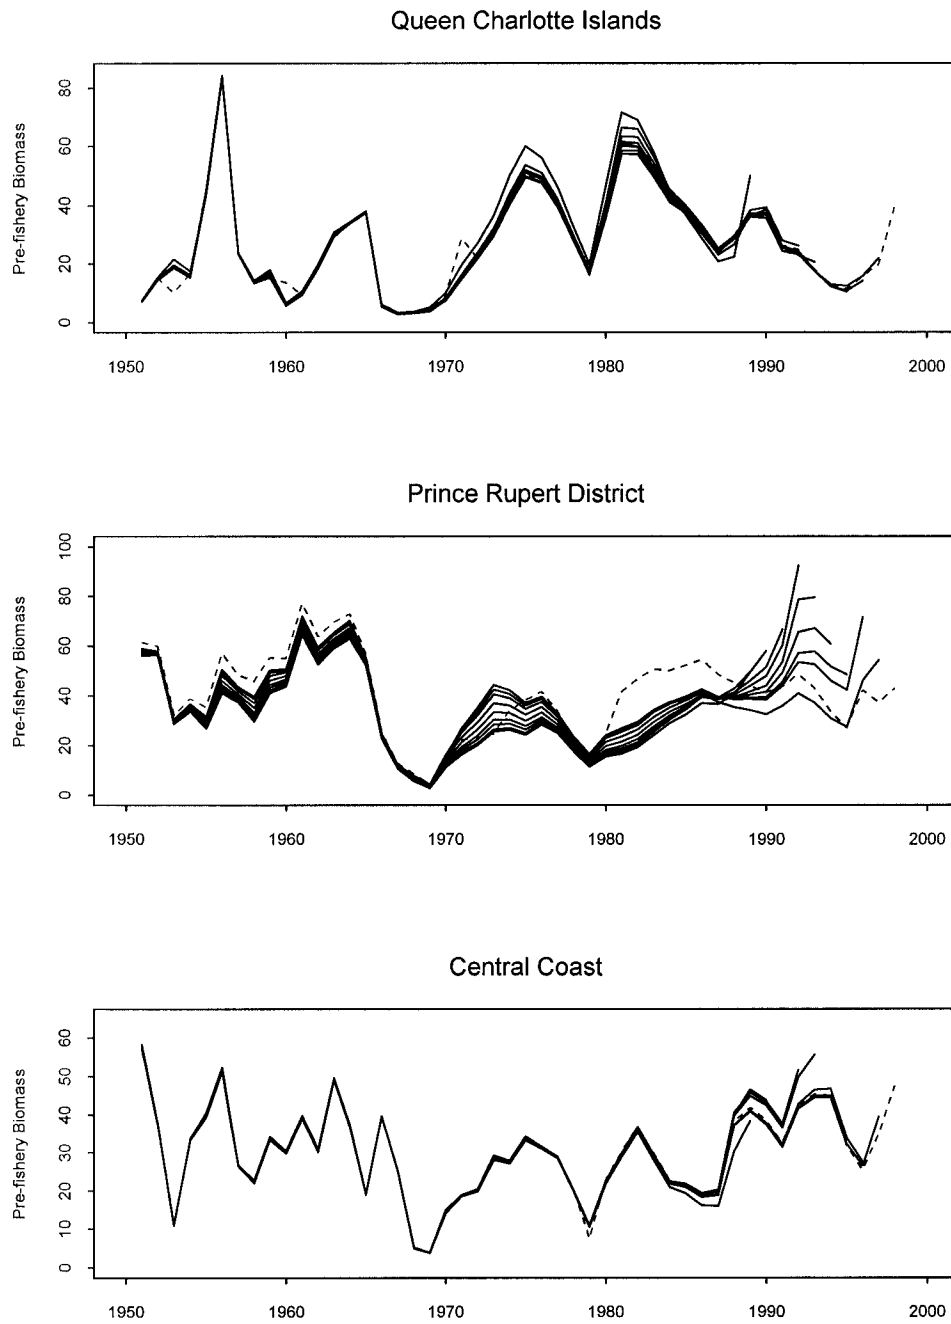 Queen Charlotte Islands
Pre-fishery Biomass
80
60
40
20
0
1950 1960 1970 1980 1990 2000
Prince Rupert District
Pre-fishery Biomass
100
80
60
40
20
0
1950 1960 1970 1980 1990 2000
Central Coast
Pre-fishery Biomass
60
50
40
30
20
10
0
1950 1960 1970 1980 1990 2000